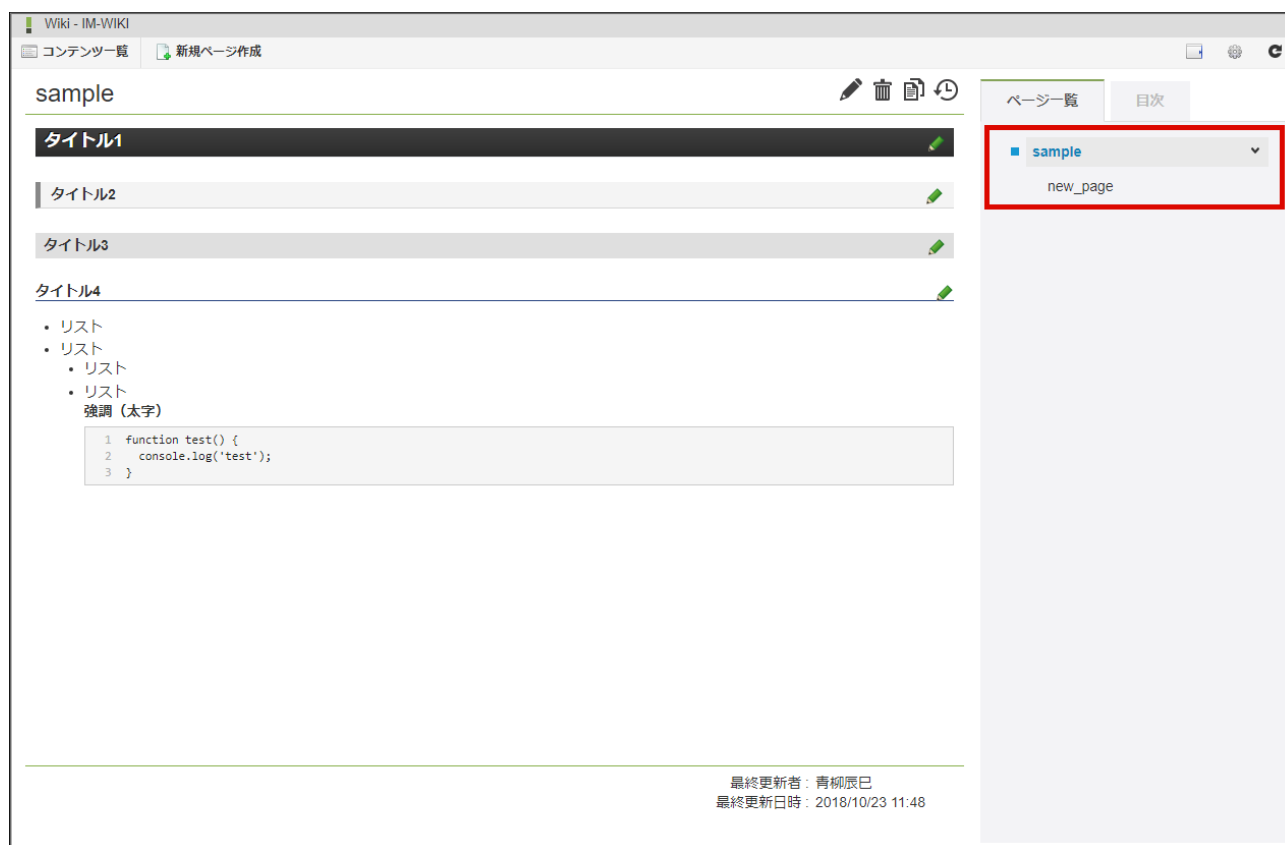 Wiki - IM-WIKI
コンテンツ一覧 新規ページ作成
sample
タイトル1
タイトル2
タイトル3
タイトル4
• リスト
• リスト
• リスト
• リスト
強調（太字）
1 function test() {
2 console.log('test');
3 }
最終更新者 : 青柳辰巳
最終更新日時 : 2018/10/23 11:48
ページ一覧 目次
sample
new_page